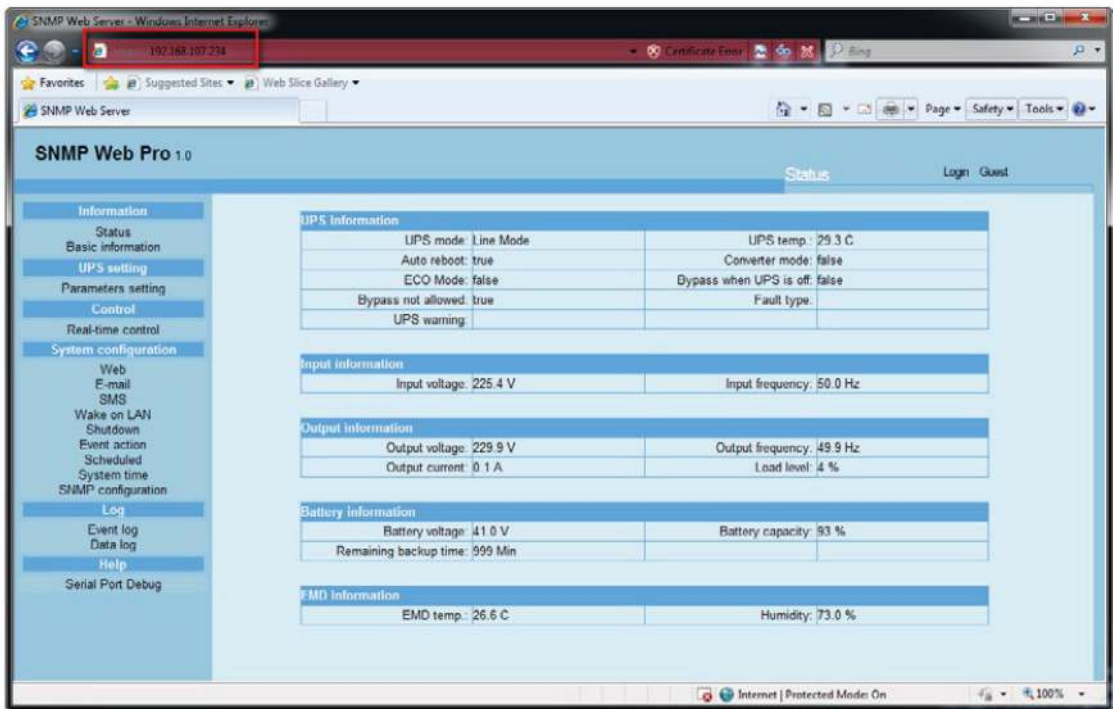 SNMP Web Server - Windows Internet Explorer
192.168.107.234
Certificate Error
Bing
Favorites Suggested Sites Web Slice Gallery
SNMP Web Server
Page Safety Tools
SNMP Web Pro 1.0
Status
Login Guest
Information
Status
Basic information
UPS setting
Parameters setting
Control
Real-time control
System configuration
Web
E-mail
SMS
Wake on LAN
Shutdown
Event action
Scheduled
System time
SNMP configuration
Log
Event log
Data log
Help
Serial Port Debug
UPS Information
UPS mode: Line Mode UPS temp.: 29.3 C
Auto reboot: true Converter mode: false
ECO Mode: false Bypass when UPS is off: false
Bypass not allowed: true Fault type:
UPS warning:
Input information
Input voltage: 225.4 V Input frequency: 50.0 Hz
Output information
Output voltage: 229.9 V Output frequency: 49.9 Hz
Output current: 0.1 A Load level: 4 %
Battery information
Battery voltage: 41.0 V Battery capacity: 93 %
Remaining backup time: 999 Min
EMD Information
EMD temp.: 26.6 C Humidity: 73.0 %
Internet | Protected Mode: On
100%